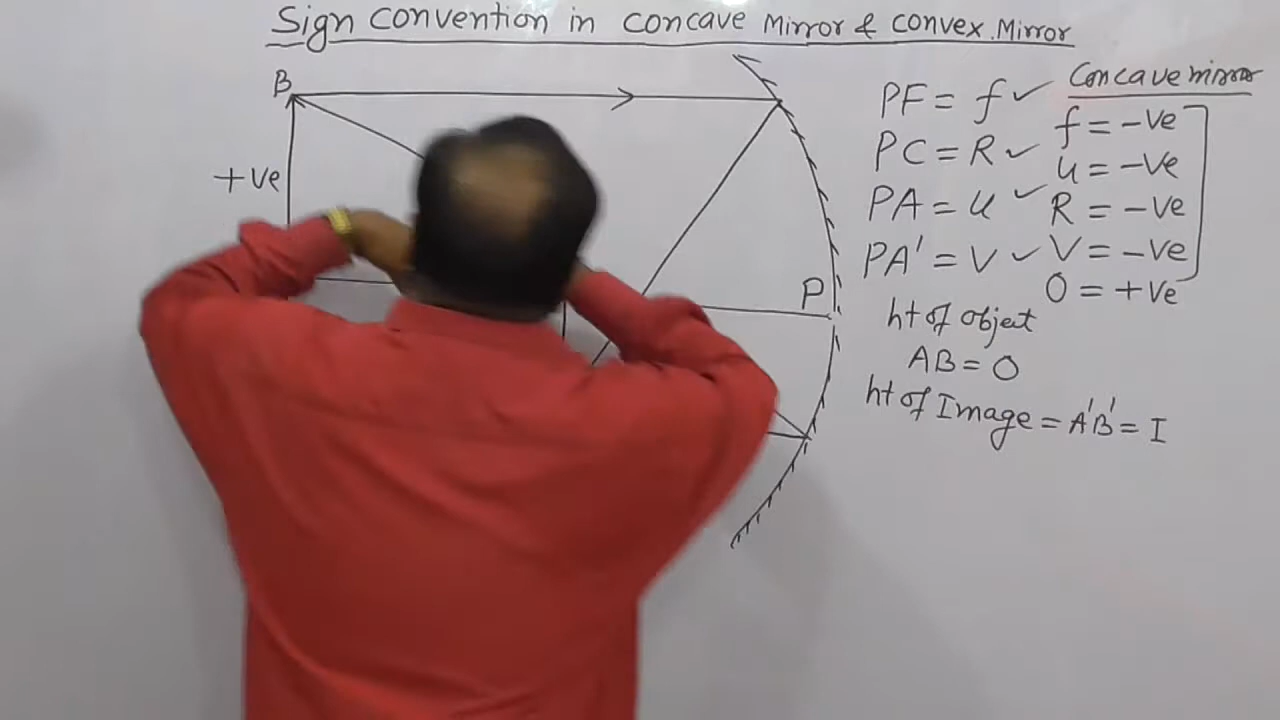 Sign convention in concave Mirror & convex.Mirror
B
+ve
P
PF = f ✓
PC = R ✓
PA = u ✓
PA' = V ✓
ht of object
AB = O
ht of Image = A'B' = I
Concave mirror
f = -ve
u = -ve
R = -ve
V = -ve
O = +ve